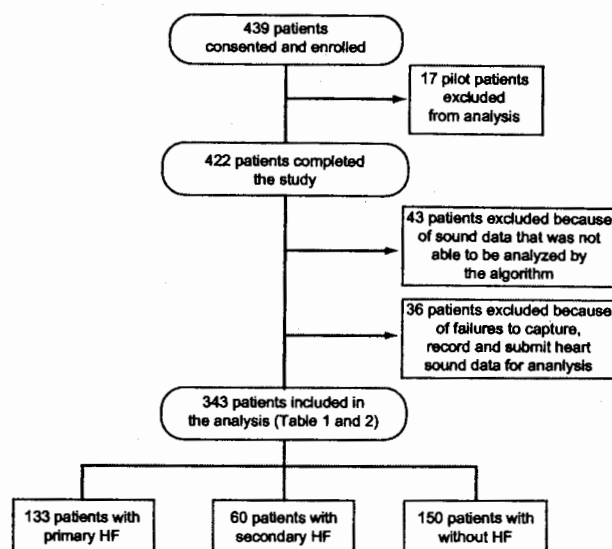 439 patients
consented and enrolled
17 pilot patients
excluded
from analysis
422 patients completed
the study
43 patients excluded because
of sound data that was not
able to be analyzed by
the algorithm
36 patients excluded because
of failures to capture,
record and submit heart
sound data for ananlysis
343 patients included in
the analysis (Table 1 and 2)
133 patients with
primary HF
60 patients with
secondary HF
150 patients with
without HF